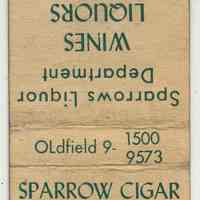 Sparrows Liquor
Department
WINES
LIQUORS
OLdfield 9- 1500
9573
SPARROW CIGAR